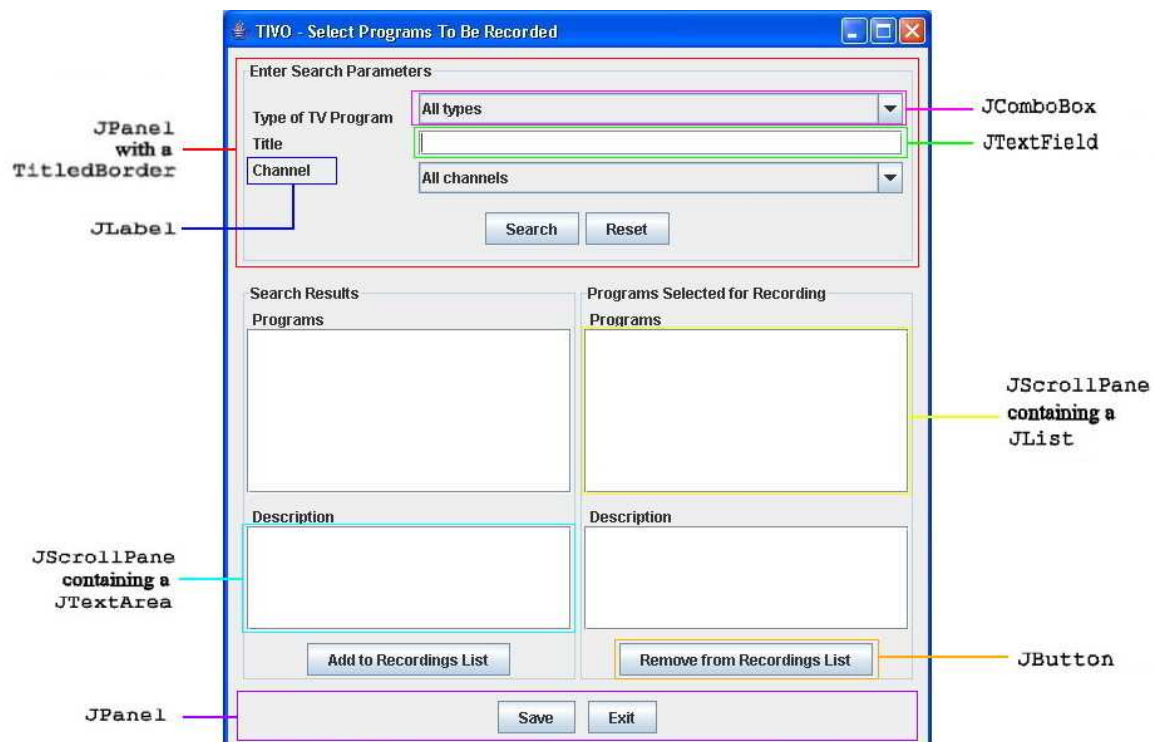 TIVO - Select Programs To Be Recorded
Enter Search Parameters
Type of TV Program
All types
Title
Channel
All channels
Search
Reset
JPanel
with a
TitledBorder
JLabel
JComboBox
JTextField
Search Results
Programs
Programs Selected for Recording
Programs
JScrollPane
containing a
JList
Description
Description
JScrollPane
containing a
JTextArea
Add to Recordings List
Remove from Recordings List
JButton
JPanel
Save
Exit